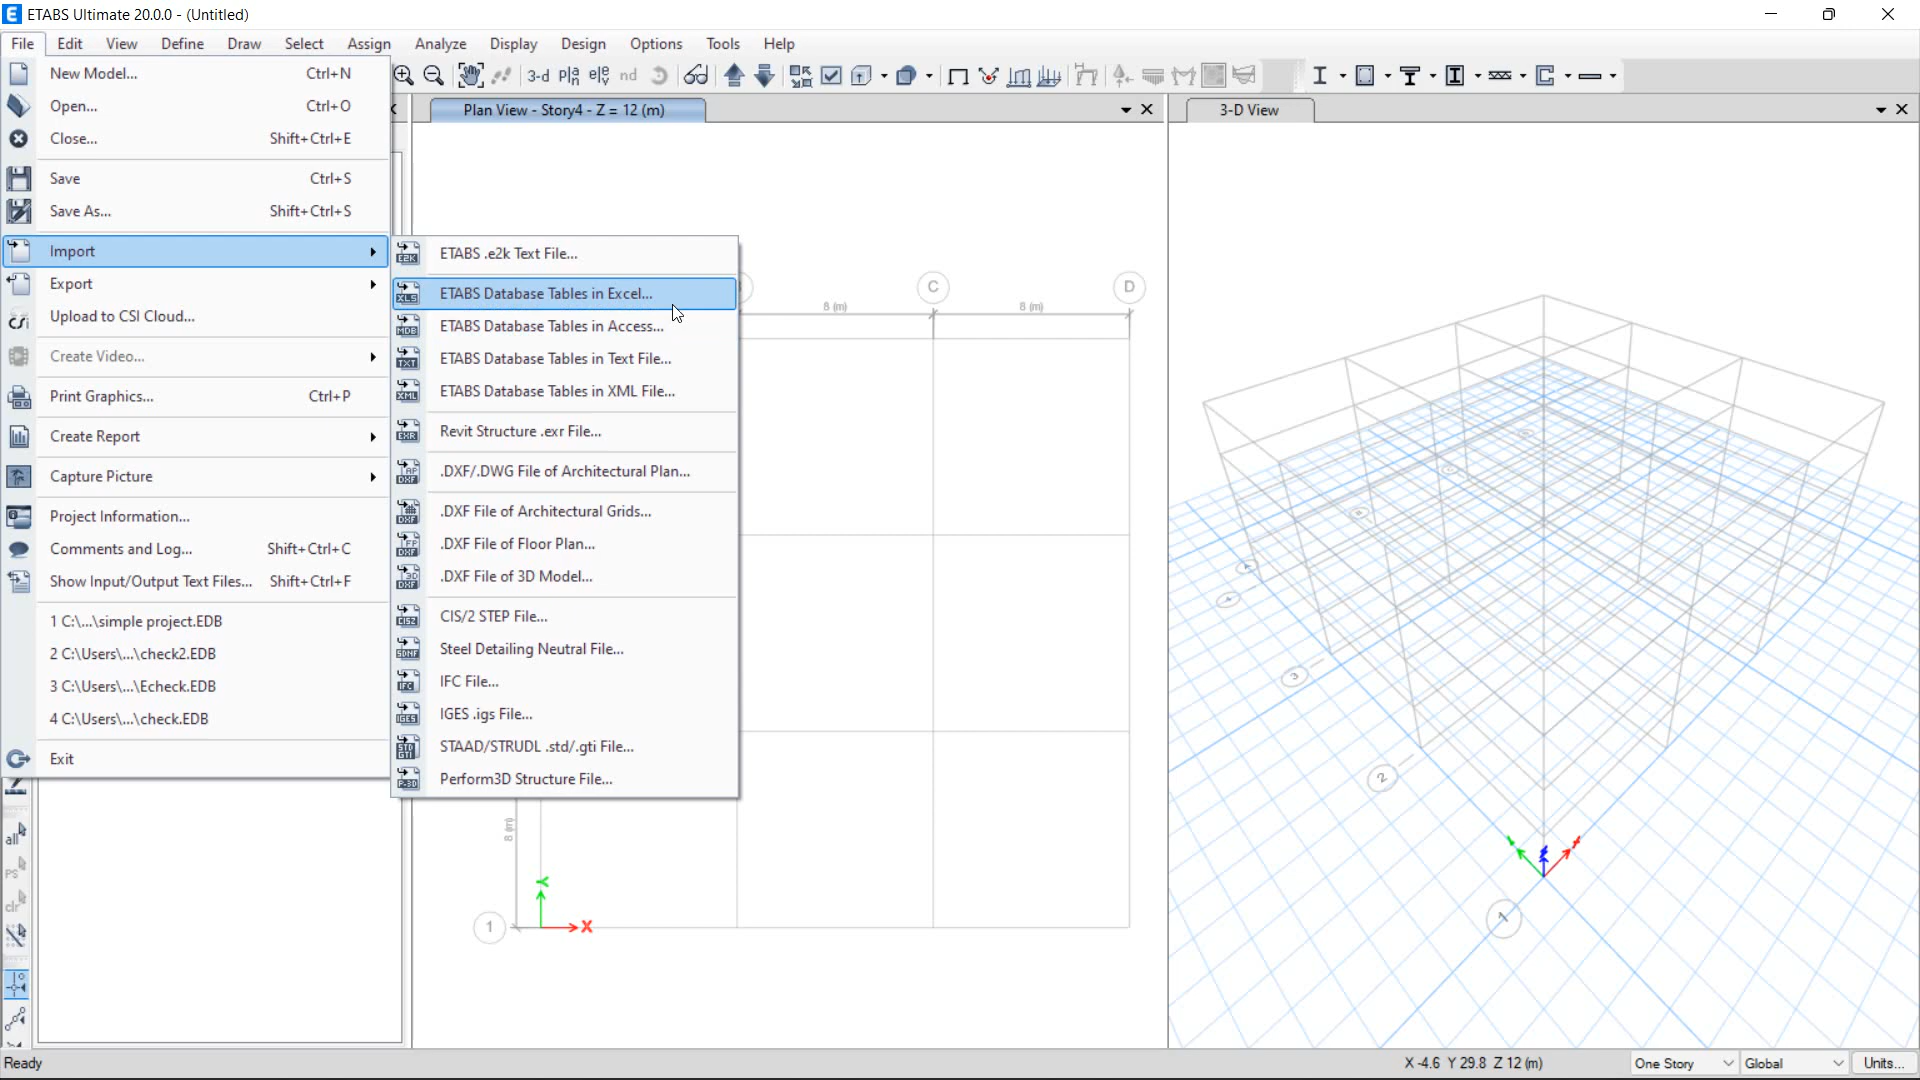 ETABS Ultimate 20.0.0 - (Untitled)
File Edit View Define Draw Select Assign Analyze Display Design Options Tools Help
New Model... Ctrl+N
Open... Ctrl+O
Close... Shift+Ctrl+E
Save Ctrl+S
Save As... Shift+Ctrl+S
Import
Export
Upload to CSI Cloud...
Create Video...
Print Graphics... Ctrl+P
Create Report
Capture Picture
Project Information...
Comments and Log... Shift+Ctrl+C
Show Input/Output Text Files... Shift+Ctrl+F
1 C:\...\simple project.EDB
2 C:\Users\...\check2.EDB
3 C:\Users\...\Echeck.EDB
4 C:\Users\...\check.EDB
Exit
ETABS .e2k Text File...
ETABS Database Tables in Excel...
ETABS Database Tables in Access...
ETABS Database Tables in Text File...
ETABS Database Tables in XML File...
Revit Structure .exr File...
.DXF/.DWG File of Architectural Plan...
.DXF File of Architectural Grids...
.DXF File of Floor Plan...
.DXF File of 3D Model...
CIS/2 STEP File...
Steel Detailing Neutral File...
IFC File...
IGES .igs File...
STAAD/STRUDL .std/.gti File...
Perform3D Structure File...
3-d nd
Plan View - Story4 - Z = 12 (m)
C D
8 (m) 8 (m)
8 (m)
1
Y
X
3-D View
3
2
all
ps
clr
Ready
X -4.6 Y 29.8 Z 12 (m)
One Story
Global
Units...